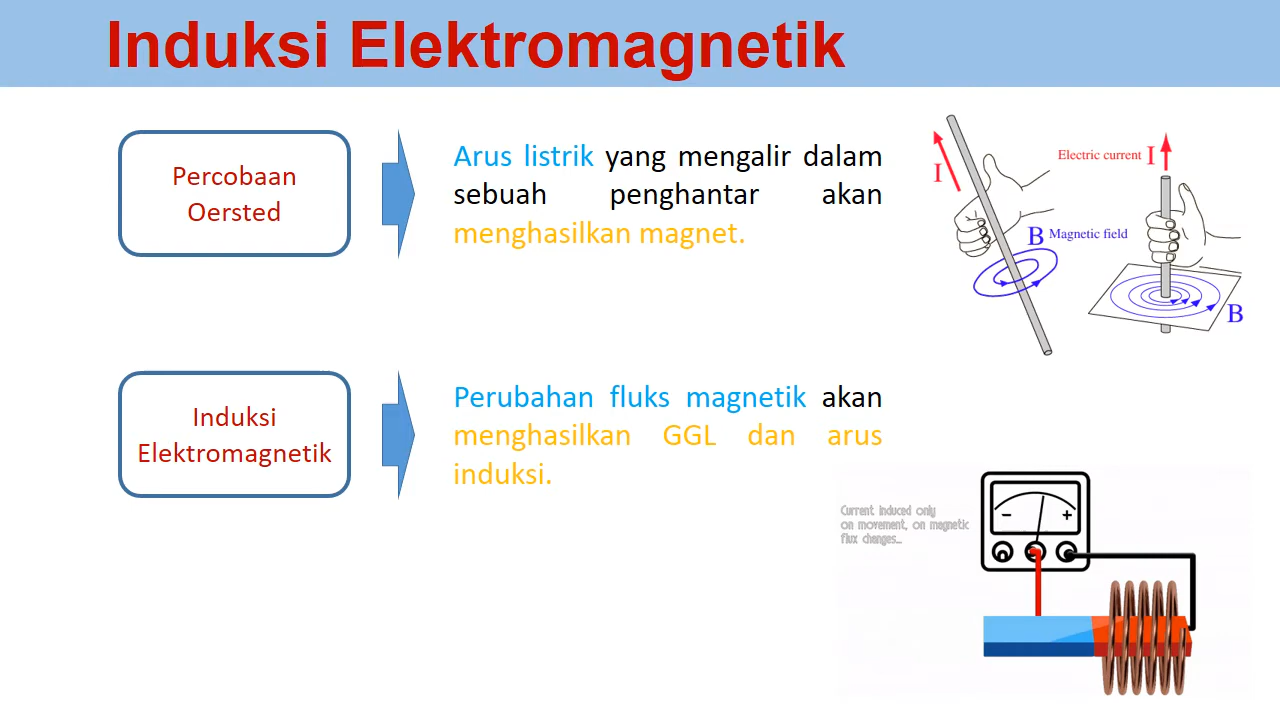 Induksi Elektromagnetik
Percobaan
Oersted
Arus listrik yang mengalir dalam
sebuah penghantar akan
menghasilkan magnet.
I
B Magnetic field
Electric current I
B
Induksi
Elektromagnetik
Perubahan fluks magnetik akan
menghasilkan GGL dan arus
induksi.
Current induced only
on movement, on magnetic
flux changes...
− +